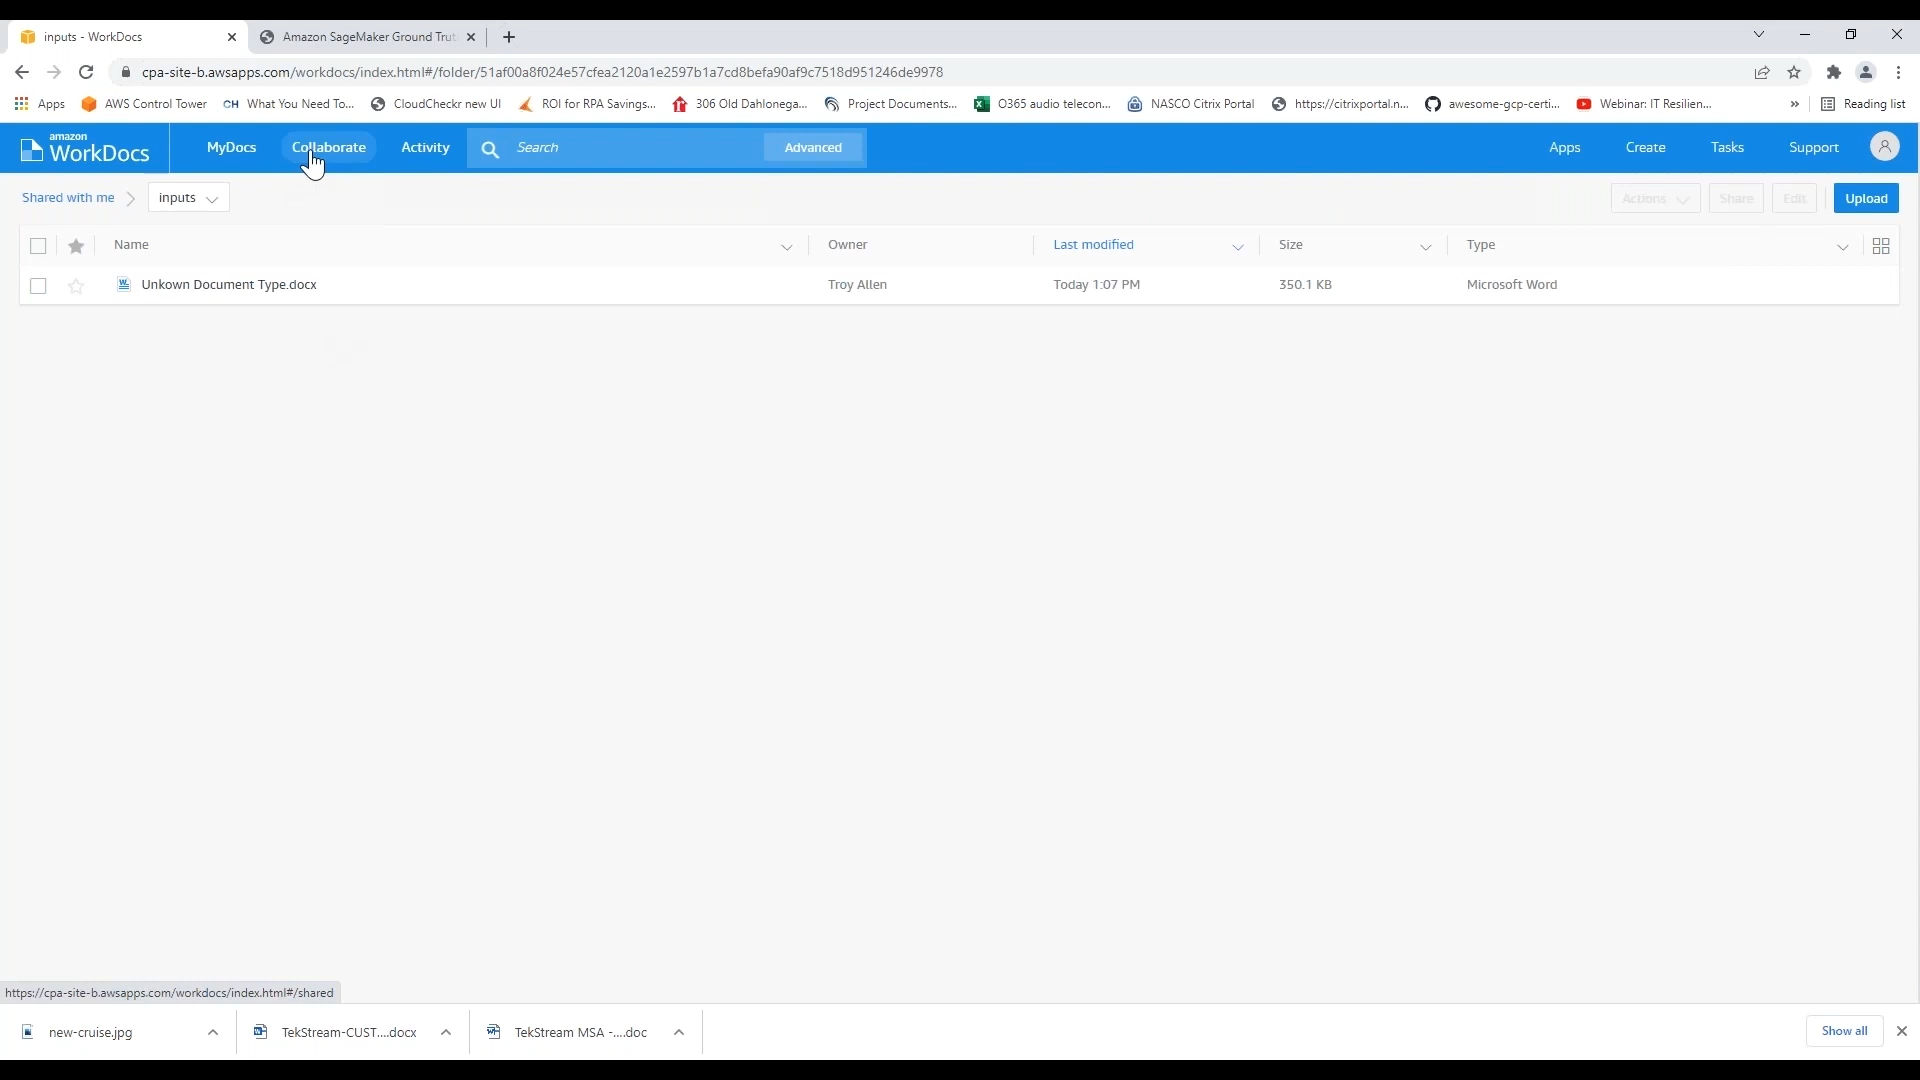 inputs - WorkDocs
Amazon SageMaker Ground Trut
cpa-site-b.awsapps.com/workdocs/index.html#/folder/51af00a8f024e57cfea2120a1e2597b1a7cd8befa90af9c7518d951246de9978
Apps AWS Control Tower CH What You Need To... CloudCheckr new UI ROI for RPA Savings... 306 Old Dahlonega... Project Documents... O365 audio telecon... NASCO Citrix Portal https://citrixportal.n... awesome-gcp-certi... Webinar: IT Resilien... » Reading list
amazon
WorkDocs MyDocs Collaborate Activity Search Advanced Apps Create Tasks Support
Shared with me inputs Actions Share Edit Upload
Name Owner Last modified Size Type
Unkown Document Type.docx Troy Allen Today 1:07 PM 350.1 KB Microsoft Word
https://cpa-site-b.awsapps.com/workdocs/index.html#/shared
new-cruise.jpg TekStream-CUST....docx TekStream MSA -....doc Show all